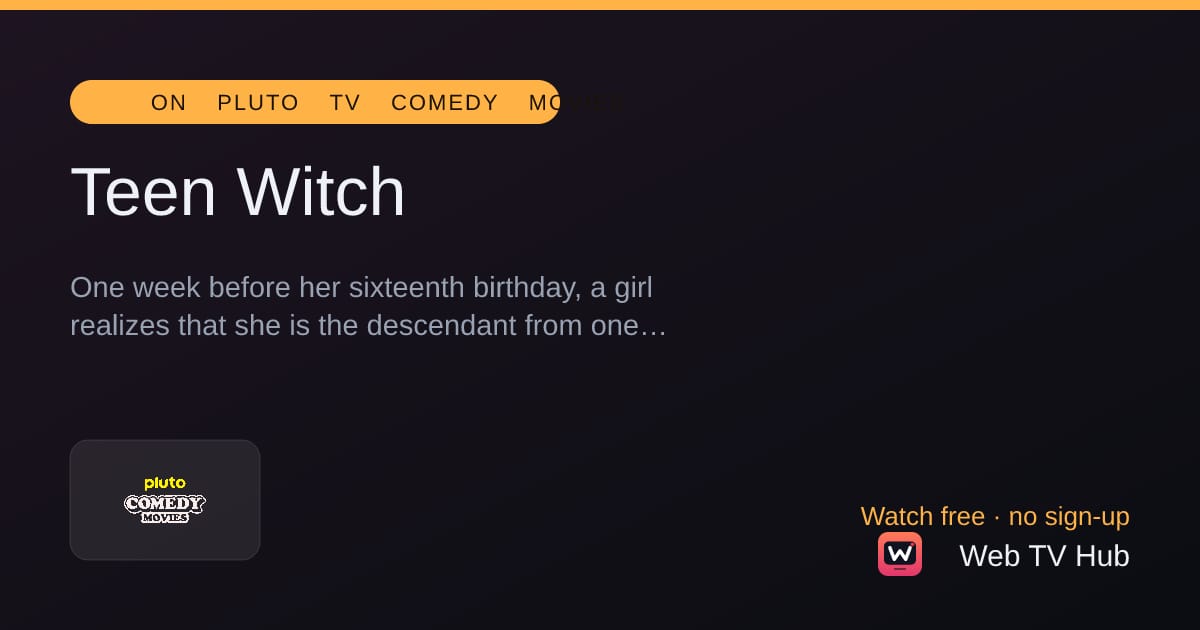 ON PLUTO TV COMEDY MOVIES
Teen Witch
One week before her sixteenth birthday, a girl
realizes that she is the descendant from one…
pluto
COMEDY
MOVIES
Watch free · no sign-up
W
Web TV Hub